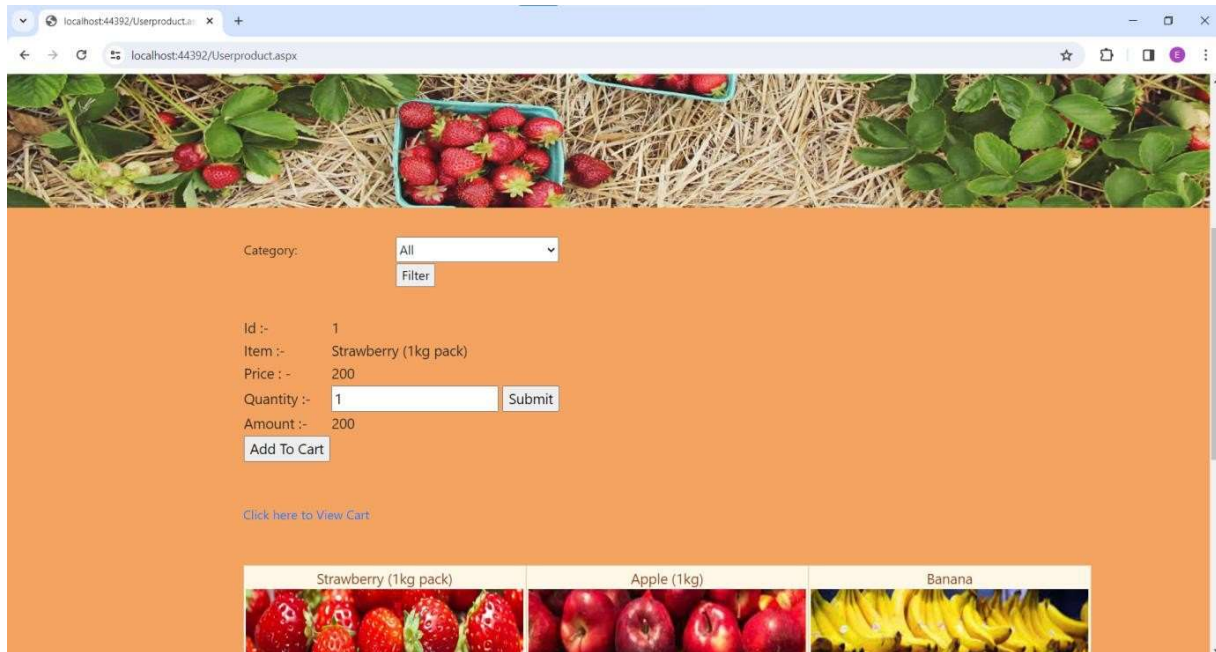 localhost:44392/Userproduct.as
localhost:44392/Userproduct.aspx
E
Category: All
Filter
Id :- 1
Item :- Strawberry (1kg pack)
Price : - 200
Quantity :- 1 Submit
Amount :- 200
Add To Cart
Click here to View Cart
Strawberry (1kg pack) Apple (1kg) Banana